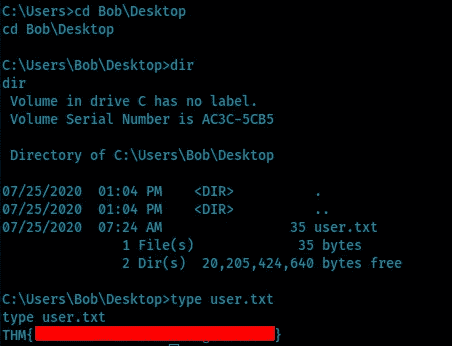 C:\Users>cd Bob\Desktop
cd Bob\Desktop
C:\Users\Bob\Desktop>dir
dir
Volume in drive C has no label.
Volume Serial Number is AC3C-5CB5
Directory of C:\Users\Bob\Desktop
07/25/2020  01:04 PM    <DIR>          .
07/25/2020  01:04 PM    <DIR>          ..
07/25/2020  07:24 AM                35 user.txt
1 File(s)             35 bytes
2 Dir(s)  20,205,424,640 bytes free
C:\Users\Bob\Desktop>type user.txt
type user.txt
THM{ }